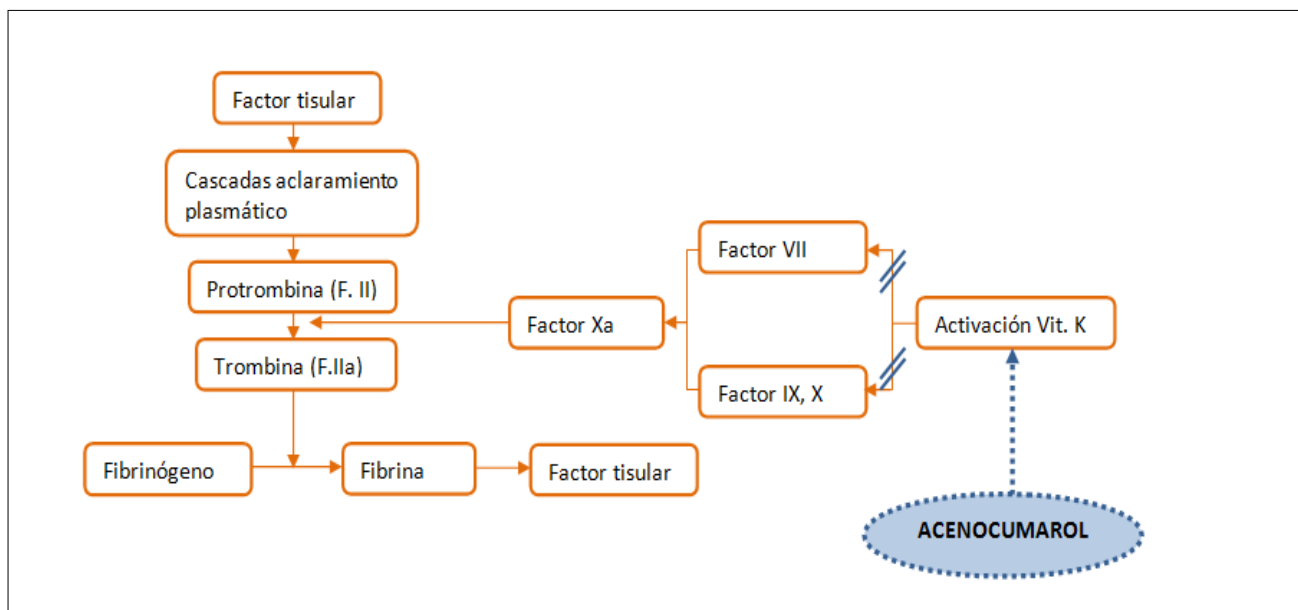 Factor tisular
Cascadas aclaramiento
plasmático
Protrombina (F. II)
Trombina (F.IIa)
Fibrinógeno
Fibrina
Factor tisular
Factor Xa
Factor VII
Factor IX, X
Activación Vit. K
ACENOCUMAROL